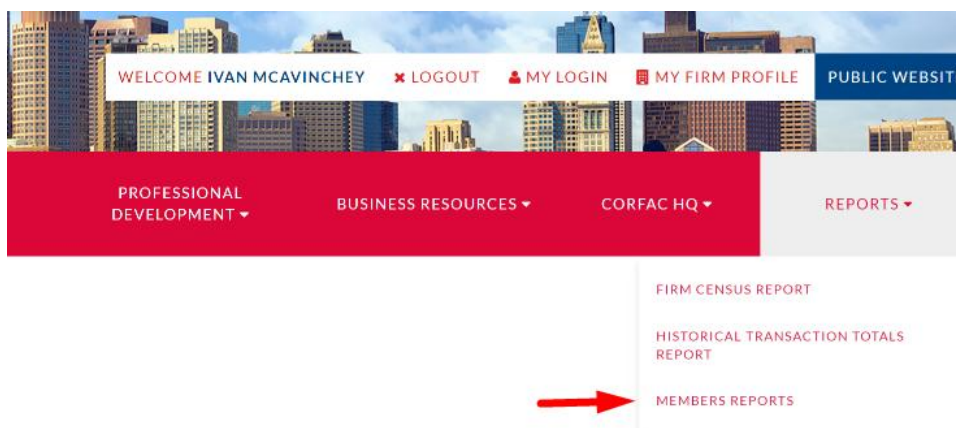 WELCOME IVAN MCAVINCHEY LOGOUT MY LOGIN MY FIRM PROFILE PUBLIC WEBSIT
PROFESSIONAL
DEVELOPMENT
BUSINESS RESOURCES
CORFAC HQ
REPORTS
FIRM CENSUS REPORT
HISTORICAL TRANSACTION TOTALS
REPORT
MEMBERS REPORTS